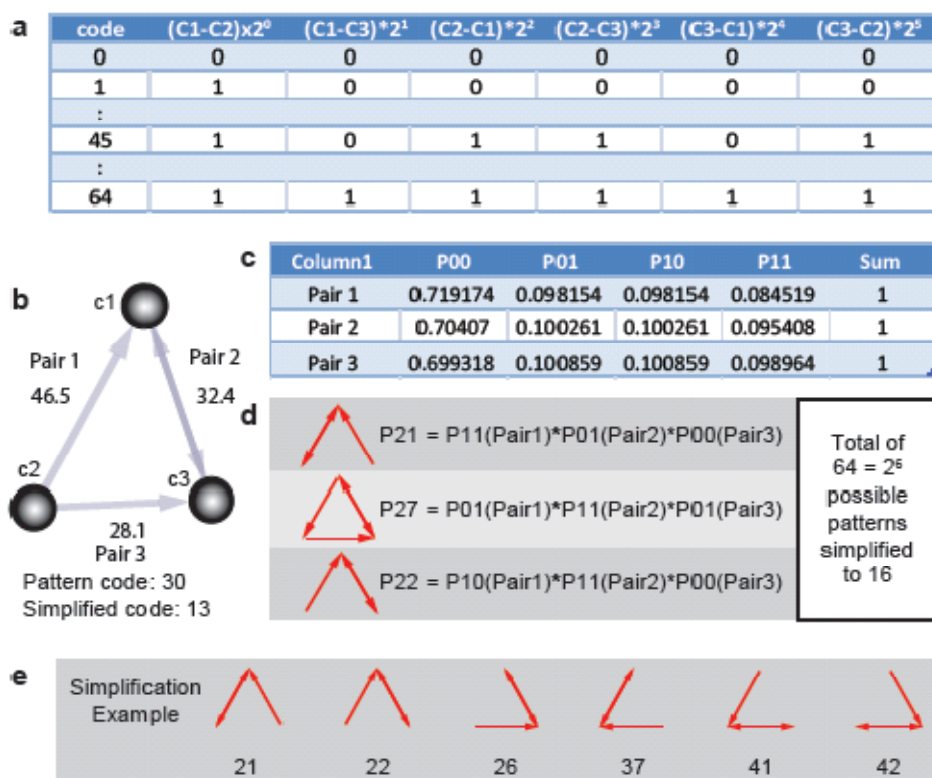 a
code (C1-C2)x2⁰ (C1-C3)*2¹ (C2-C1)*2² (C2-C3)*2³ (C3-C1)*2⁴ (C3-C2)*2⁵
0 0 0 0 0 0 0
1 1 0 0 0 0 0
:
45 1 0 1 1 0 1
:
64 1 1 1 1 1 1
b
c1
Pair 1
46.5
Pair 2
32.4
c2
c3
28.1
Pair 3
Pattern code: 30
Simplified code: 13
c
Column1 P00 P01 P10 P11 Sum
Pair 1 0.719174 0.098154 0.098154 0.084519 1
Pair 2 0.70407 0.100261 0.100261 0.095408 1
Pair 3 0.699318 0.100859 0.100859 0.098964 1
d
P21 = P11(Pair1)*P01(Pair2)*P00(Pair3)
P27 = P01(Pair1)*P11(Pair2)*P01(Pair3)
P22 = P10(Pair1)*P11(Pair2)*P00(Pair3)
Total of
64 = 2⁶
possible
patterns
simplified
to 16
e
Simplification
Example
21 22 26 37 41 42